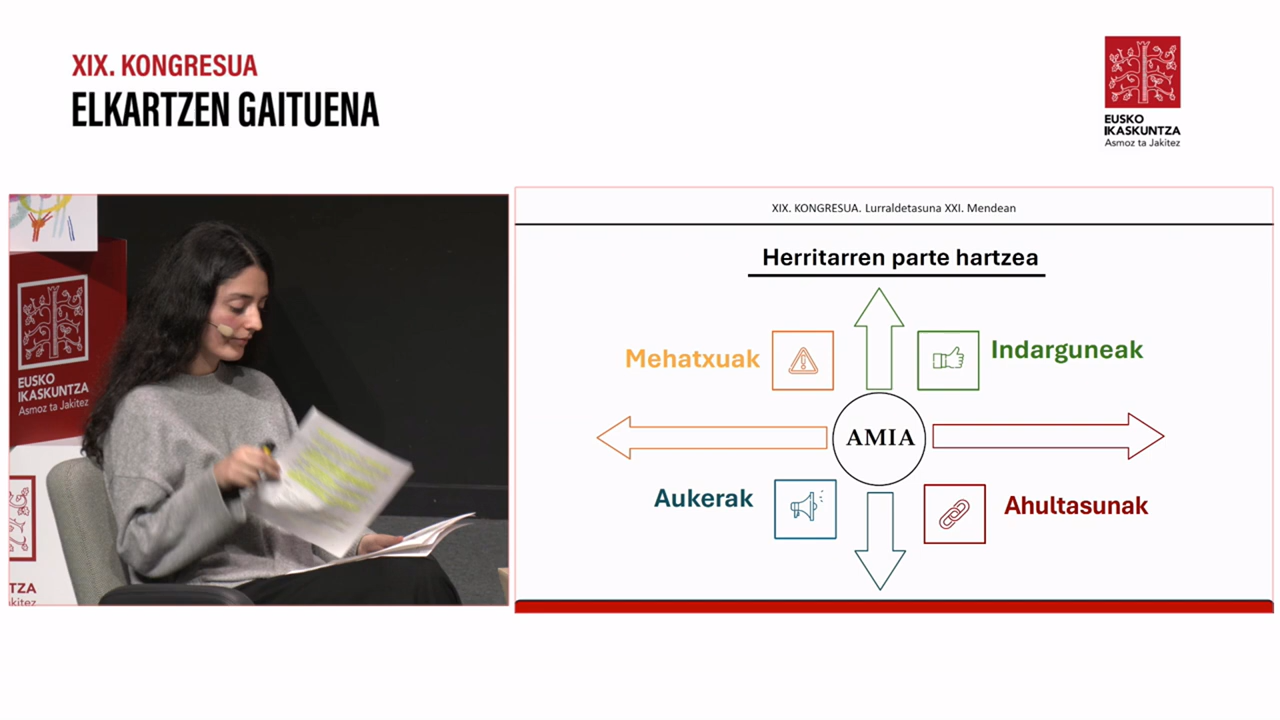 XIX. KONGRESUA
ELKARTZEN GAITUENA
EUSKO
IKASKUNTZA
Asmoz ta Jakitez
EUSKO
IKASKUNTZA
Asmoz ta Jakitez
TZA
kitez
XIX. KONGRESUA. Lurraldetasuna XXI. Mendean
Herritarren parte hartzea
Mehatxuak
Indarguneak
AMIA
Aukerak
Ahultasunak